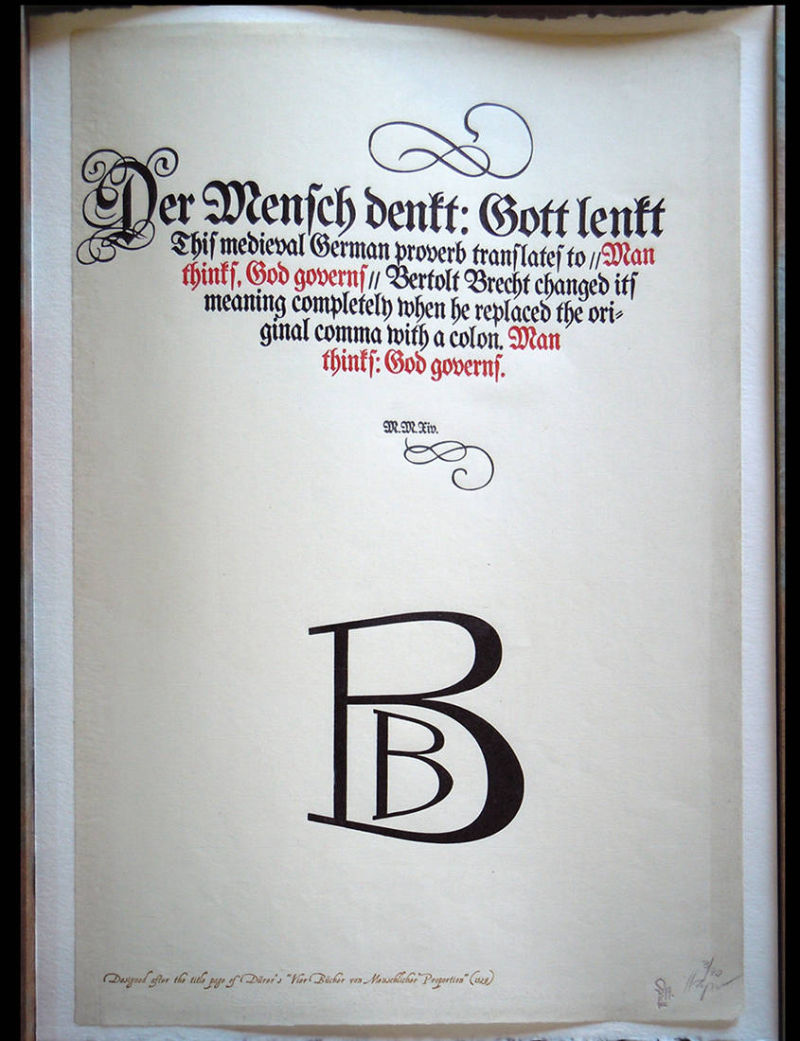 Der Menſch denkt: Gott lenkt
Thiſ medieval German proverb tranſlateſ to //Man
thinkſ, God governſ// Bertolt Brecht changed itſ
meaning completely when he replaced the ori⸗
ginal comma with a colon. Man
thinkſ: God governſ.
M.M.Xiv.
B
B
Designed after the title page of Dürer's "Vier Bücher von Menschlicher Proportion" (1528)